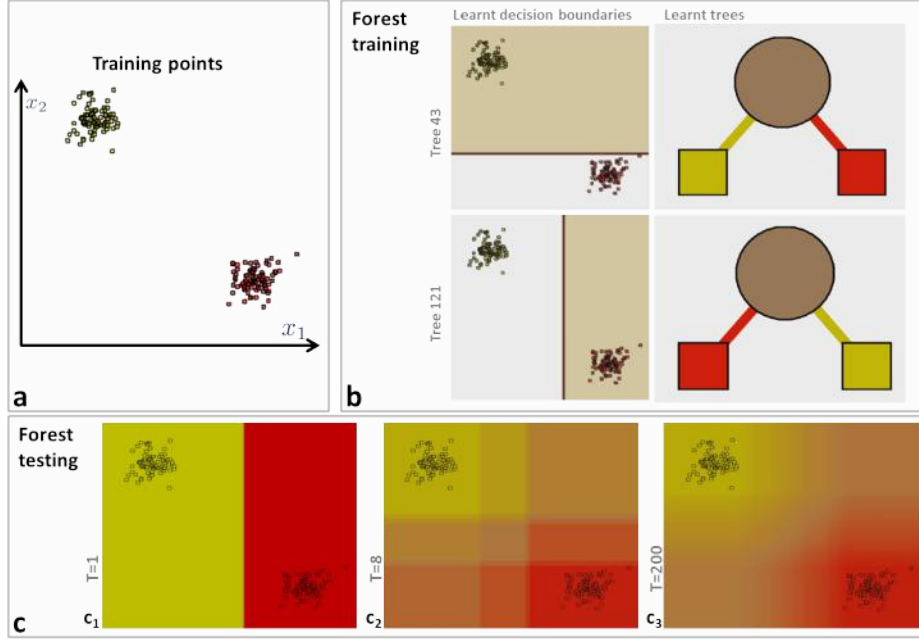 Training points
x₂
x₁
a
Forest
training
Learnt decision boundaries
Learnt trees
Tree 43
Tree 121
b
Forest
testing
T=1
c₁
T=8
c₂
T=200
c₃
c